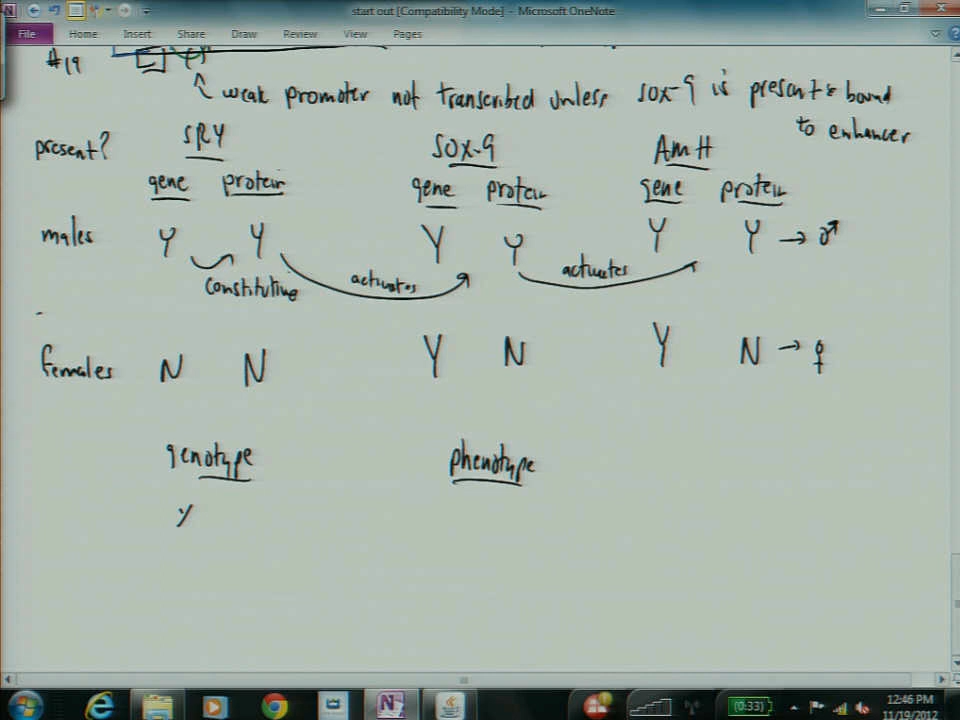 start out [Compatibility Mode] - Microsoft OneNote
File Home Insert Share Draw Review View Pages
#19
weak promoter not transcribed unless SOX-9 is present & bound
to enhancer
present? SRY SOX-9 AmH
gene protein gene protein gene protein
males Y Y Y Y Y Y → ♂
constitutive activates activates
females N N Y N Y N → ♀
genotype phenotype
(0:33)
12:46 PM
11/19/2012